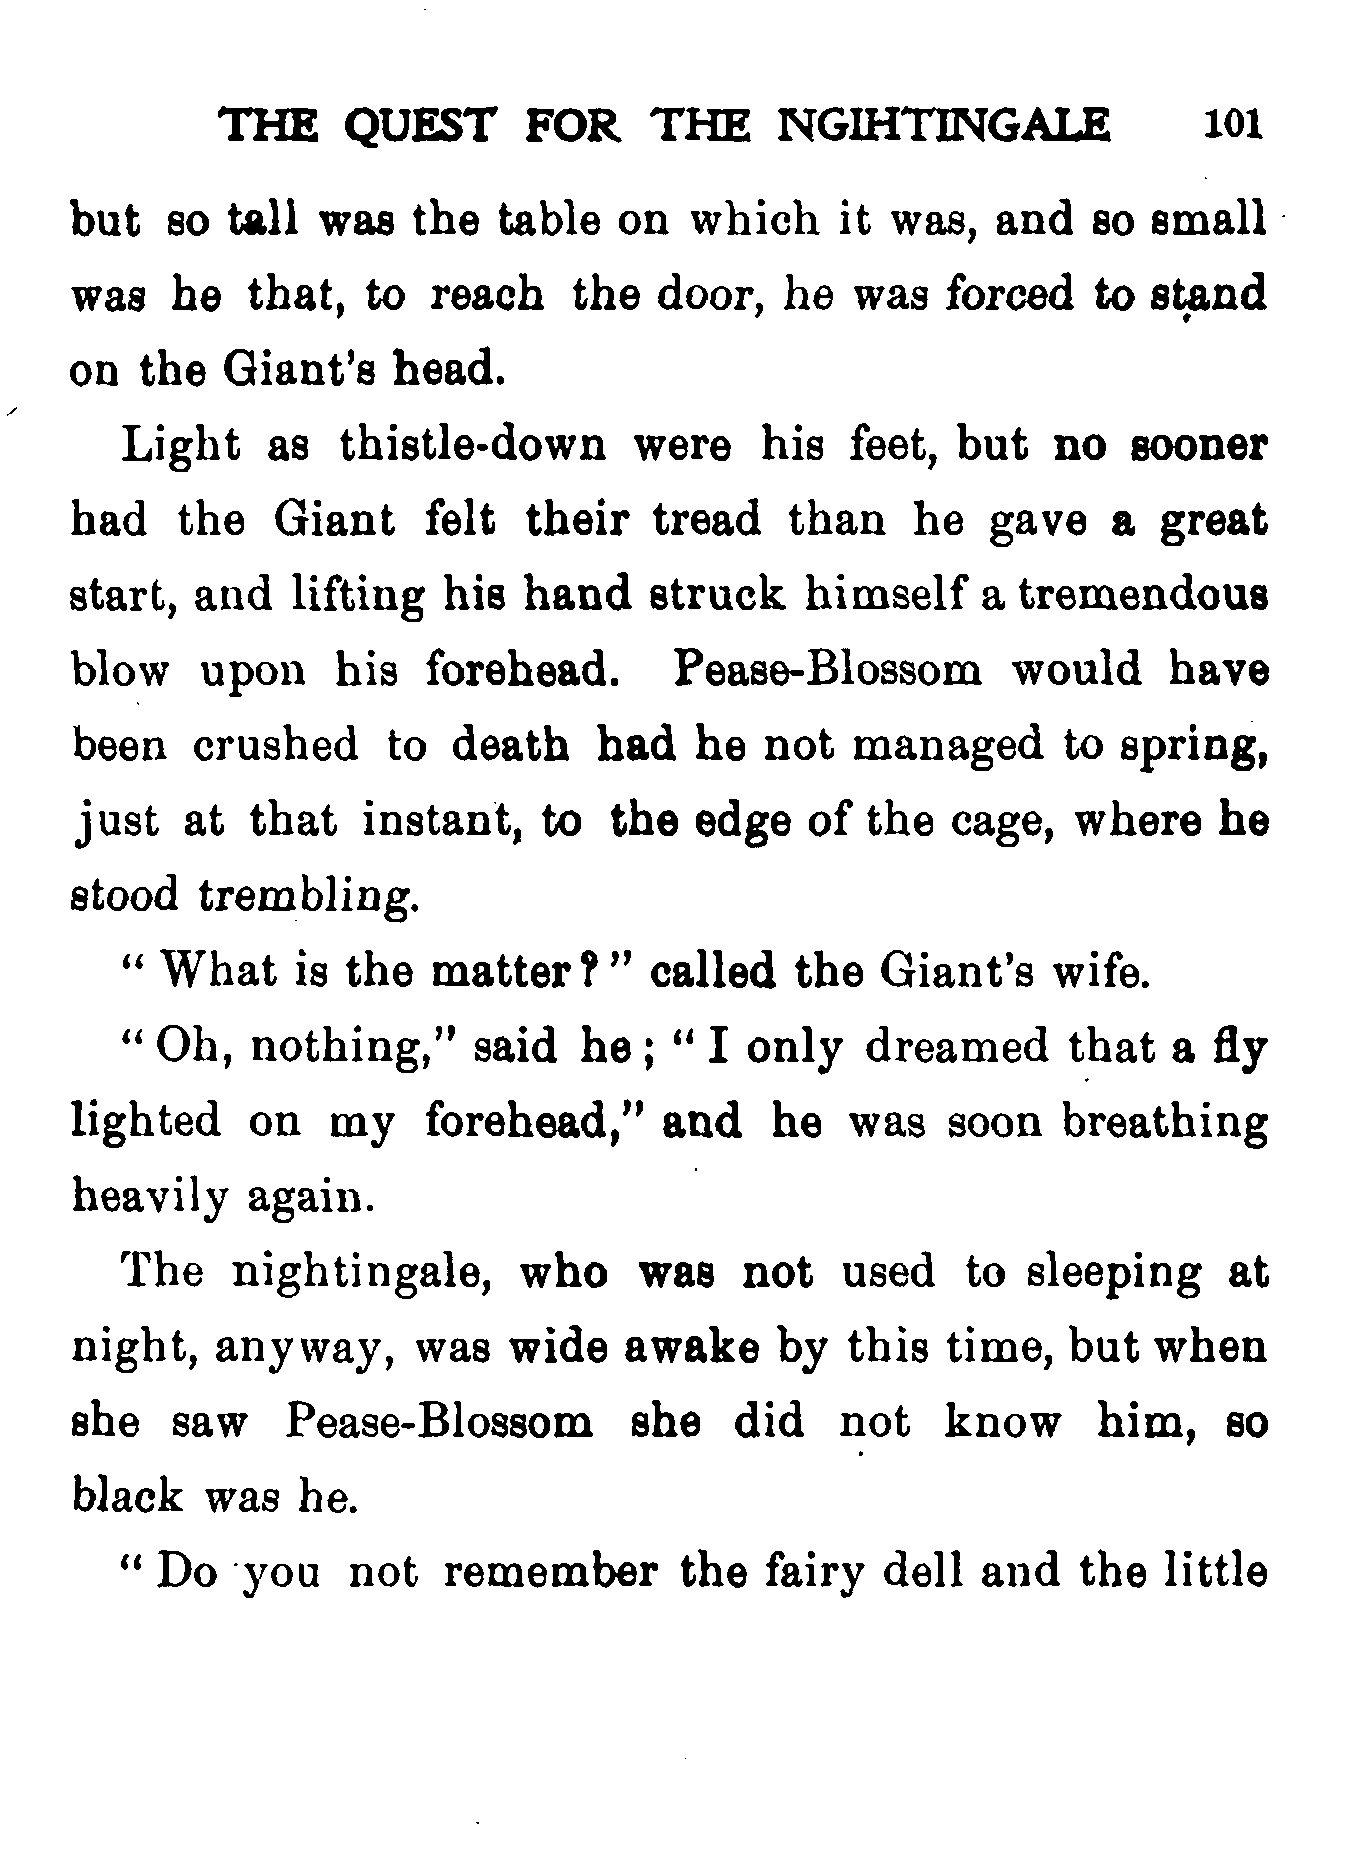 THE QUEST FOR THE NGIHTINGALE 101
but so tall was the table on which it was, and so small
was he that, to reach the door, he was forced to stand
on the Giant's head.
Light as thistle-down were his feet, but no sooner
had the Giant felt their tread than he gave a great
start, and lifting his hand struck himself a tremendous
blow upon his forehead. Pease-Blossom would have
been crushed to death had he not managed to spring,
just at that instant, to the edge of the cage, where he
stood trembling.
“ What is the matter ? ” called the Giant's wife.
“ Oh, nothing,” said he ; “ I only dreamed that a fly
lighted on my forehead,” and he was soon breathing
heavily again.
The nightingale, who was not used to sleeping at
night, anyway, was wide awake by this time, but when
she saw Pease-Blossom she did not know him, so
black was he.
“ Do you not remember the fairy dell and the little